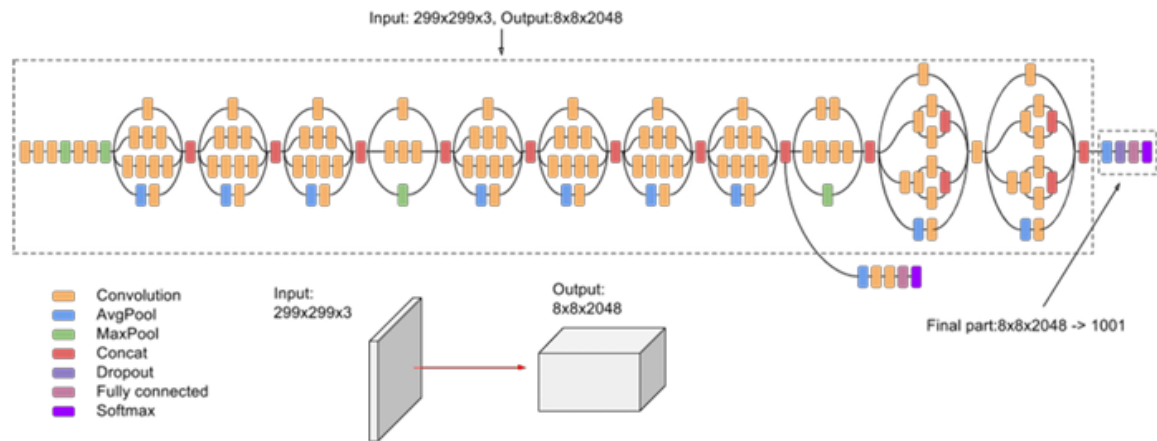 Input: 299x299x3, Output:8x8x2048
Convolution
AvgPool
MaxPool
Concat
Dropout
Fully connected
Softmax
Input:
299x299x3
Output:
8x8x2048
Final part:8x8x2048 -> 1001